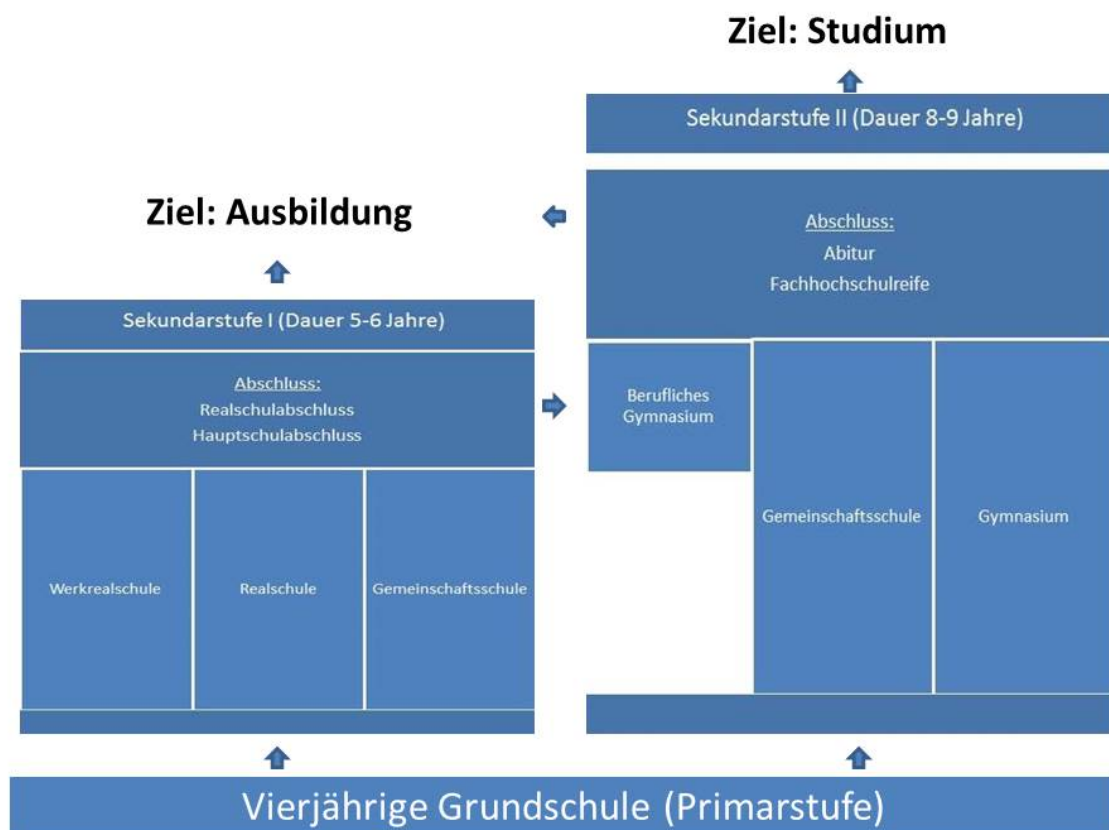 Ziel: Studium
Sekundarstufe II (Dauer 8-9 Jahre)
Ziel: Ausbildung
Abschluss:
Abitur
Fachhochschulreife
Sekundarstufe I (Dauer 5-6 Jahre)
Abschluss:
Realschulabschluss
Hauptschulabschluss
Berufliches
Gymnasium
Gemeinschaftsschule
Gymnasium
Werkrealschule
Realschule
Gemeinschaftsschule
Vierjährige Grundschule (Primarstufe)